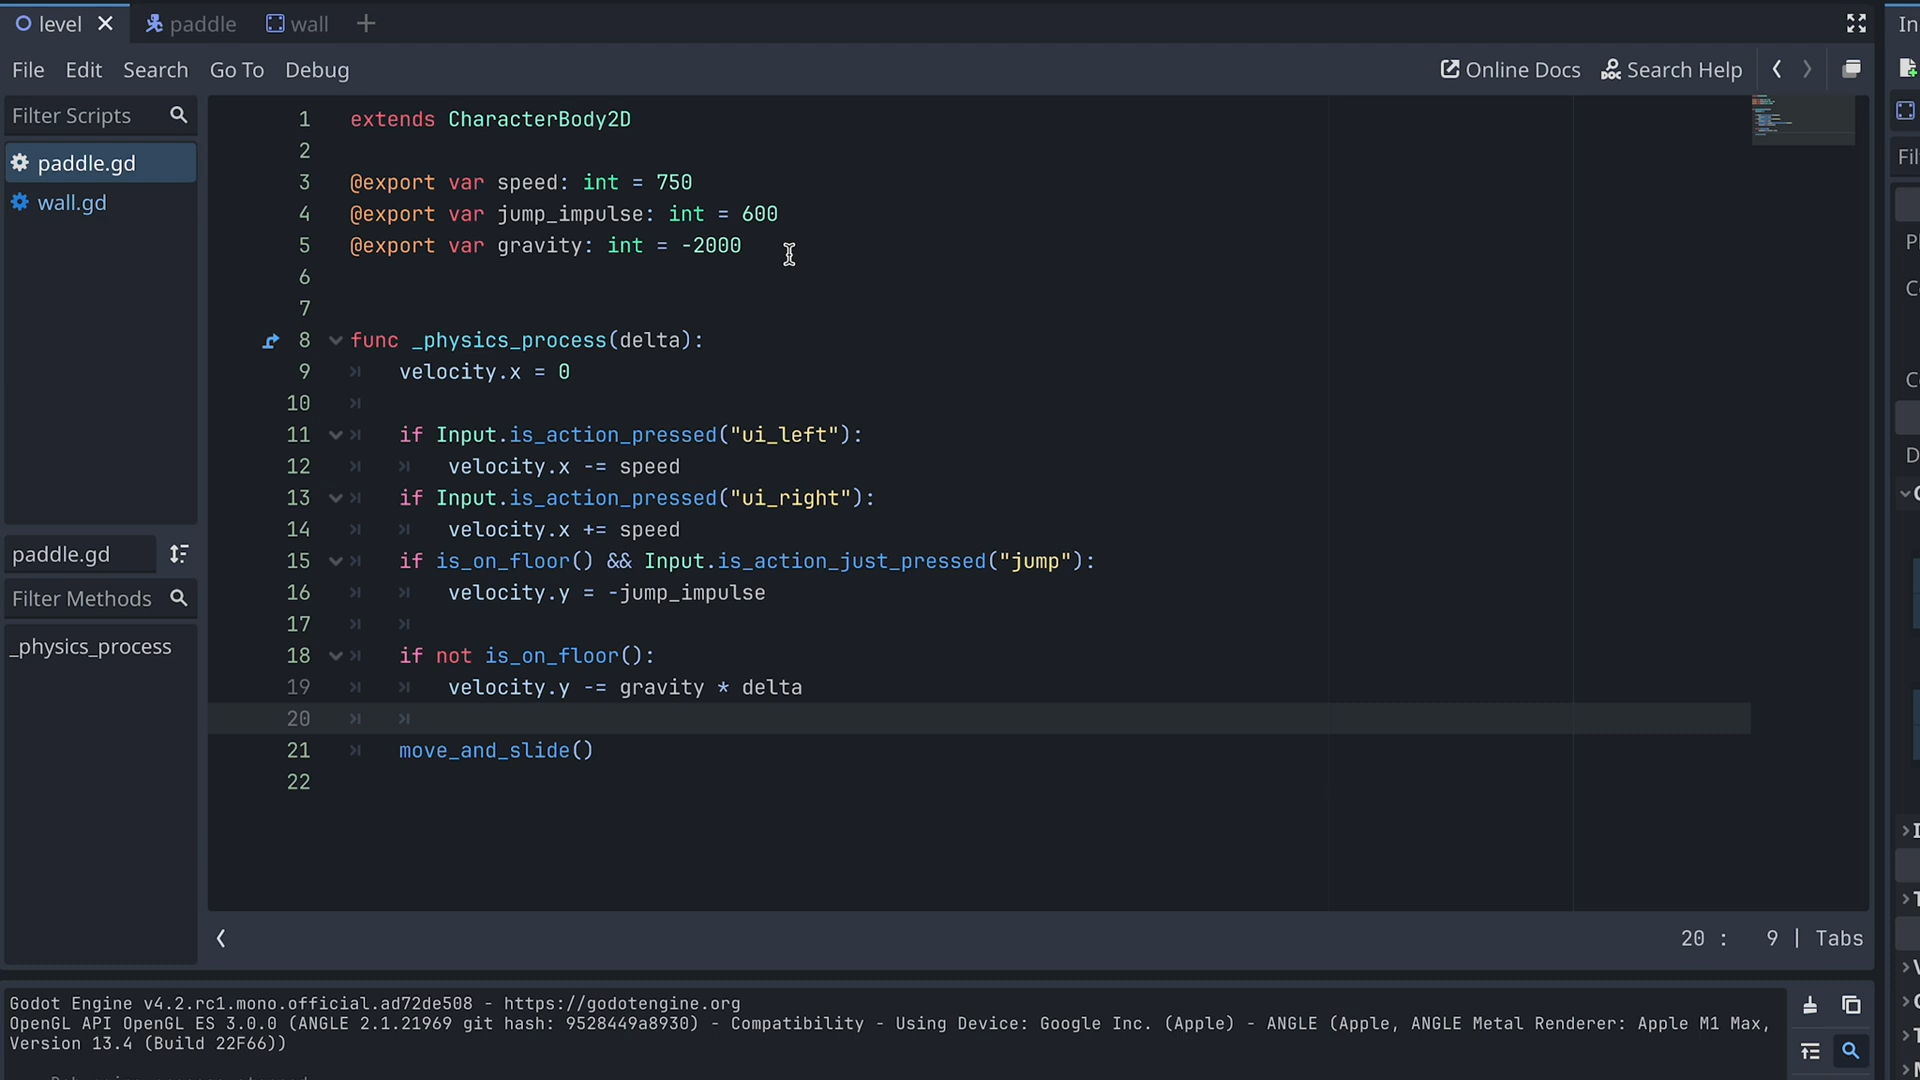 level
paddle
wall
In
File Edit Search Go To Debug
Online Docs Search Help
Filter Scripts
paddle.gd
wall.gd
paddle.gd
Filter Methods
_physics_process
1 extends CharacterBody2D
2
3 @export var speed: int = 750
4 @export var jump_impulse: int = 600
5 @export var gravity: int = -2000
6
7
8 func _physics_process(delta):
9 velocity.x = 0
10
11 if Input.is_action_pressed("ui_left"):
12 velocity.x -= speed
13 if Input.is_action_pressed("ui_right"):
14 velocity.x += speed
15 if is_on_floor() && Input.is_action_just_pressed("jump"):
16 velocity.y = -jump_impulse
17
18 if not is_on_floor():
19 velocity.y -= gravity * delta
20
21 move_and_slide()
22
20 : 9 | Tabs
Godot Engine v4.2.rc1.mono.official.ad72de508 - https://godotengine.org
OpenGL API OpenGL ES 3.0.0 (ANGLE 2.1.21969 git hash: 9528449a8930) - Compatibility - Using Device: Google Inc. (Apple) - ANGLE (Apple, ANGLE Metal Renderer: Apple M1 Max,
Version 13.4 (Build 22F66))